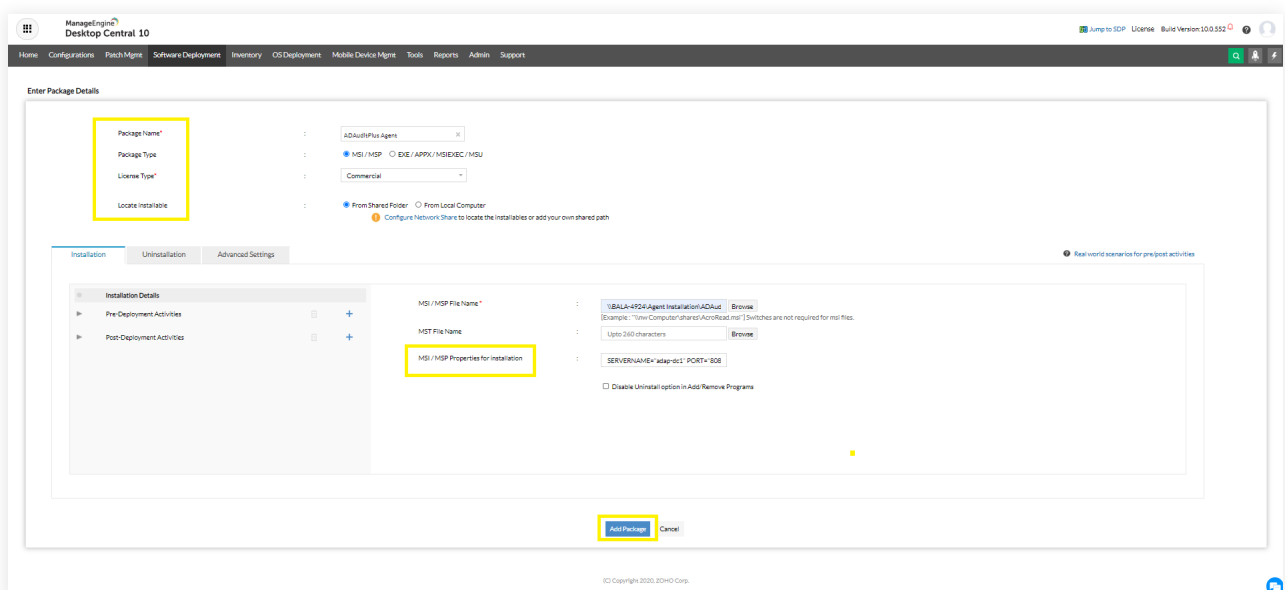 ManageEngine
Desktop Central 10
Jump to SDP License Build Version:10.0.552
Home Configurations Patch Mgmt Software Deployment Inventory OS Deployment Mobile Device Mgmt Tools Reports Admin Support
Enter Package Details
Package Name* : ADAuditPlus Agent ×
Package Type : MSI / MSP EXE / APPX / MSIEXEC / MSU
License Type* : Commercial
Locate Installable : From Shared Folder From Local Computer
Configure Network Share to locate the installables or add your own shared path
Installation Uninstallation Advanced Settings Real world scenarios for pre/post activities
Installation Details
Pre-Deployment Activities +
Post-Deployment Activities +
MSI / MSP File Name * : \\BALA-4924\Agent Installation\ADAud Browse
[Example : "\\nw Computer\shares\AcroRead.msi"] Switches are not required for msi files.
MST File Name : Upto 260 characters Browse
MSI / MSP Properties for Installation : SERVERNAME="adap-dc1" PORT="808
Disable Uninstall option in Add/Remove Programs
Add Package Cancel
(C) Copyright 2020, ZOHO Corp.